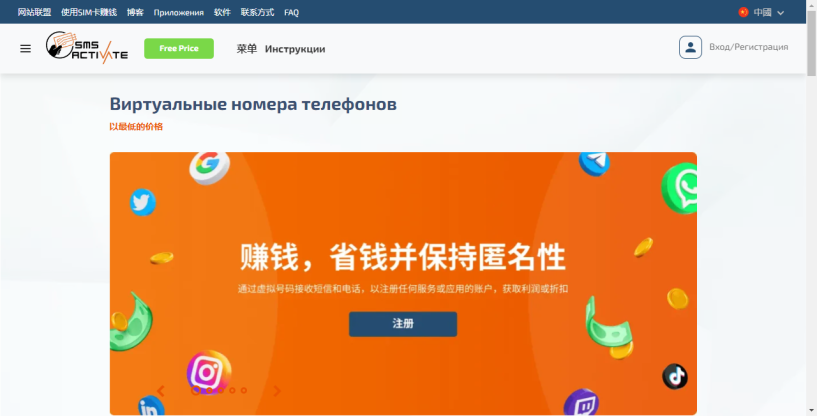 网站联盟 使用SIM卡赚钱 博客 Приложения 软件 联系方式 FAQ 中國
SMS ACTIVATE
Free Price
菜单 Инструкции
Вход/Регистрация
Виртуальные номера телефонов
以最低的价格
赚钱，省钱并保持匿名性
通过虚拟号码接收短信和电话，以注册任何服务或应用的账户，获取利润或折扣
注册